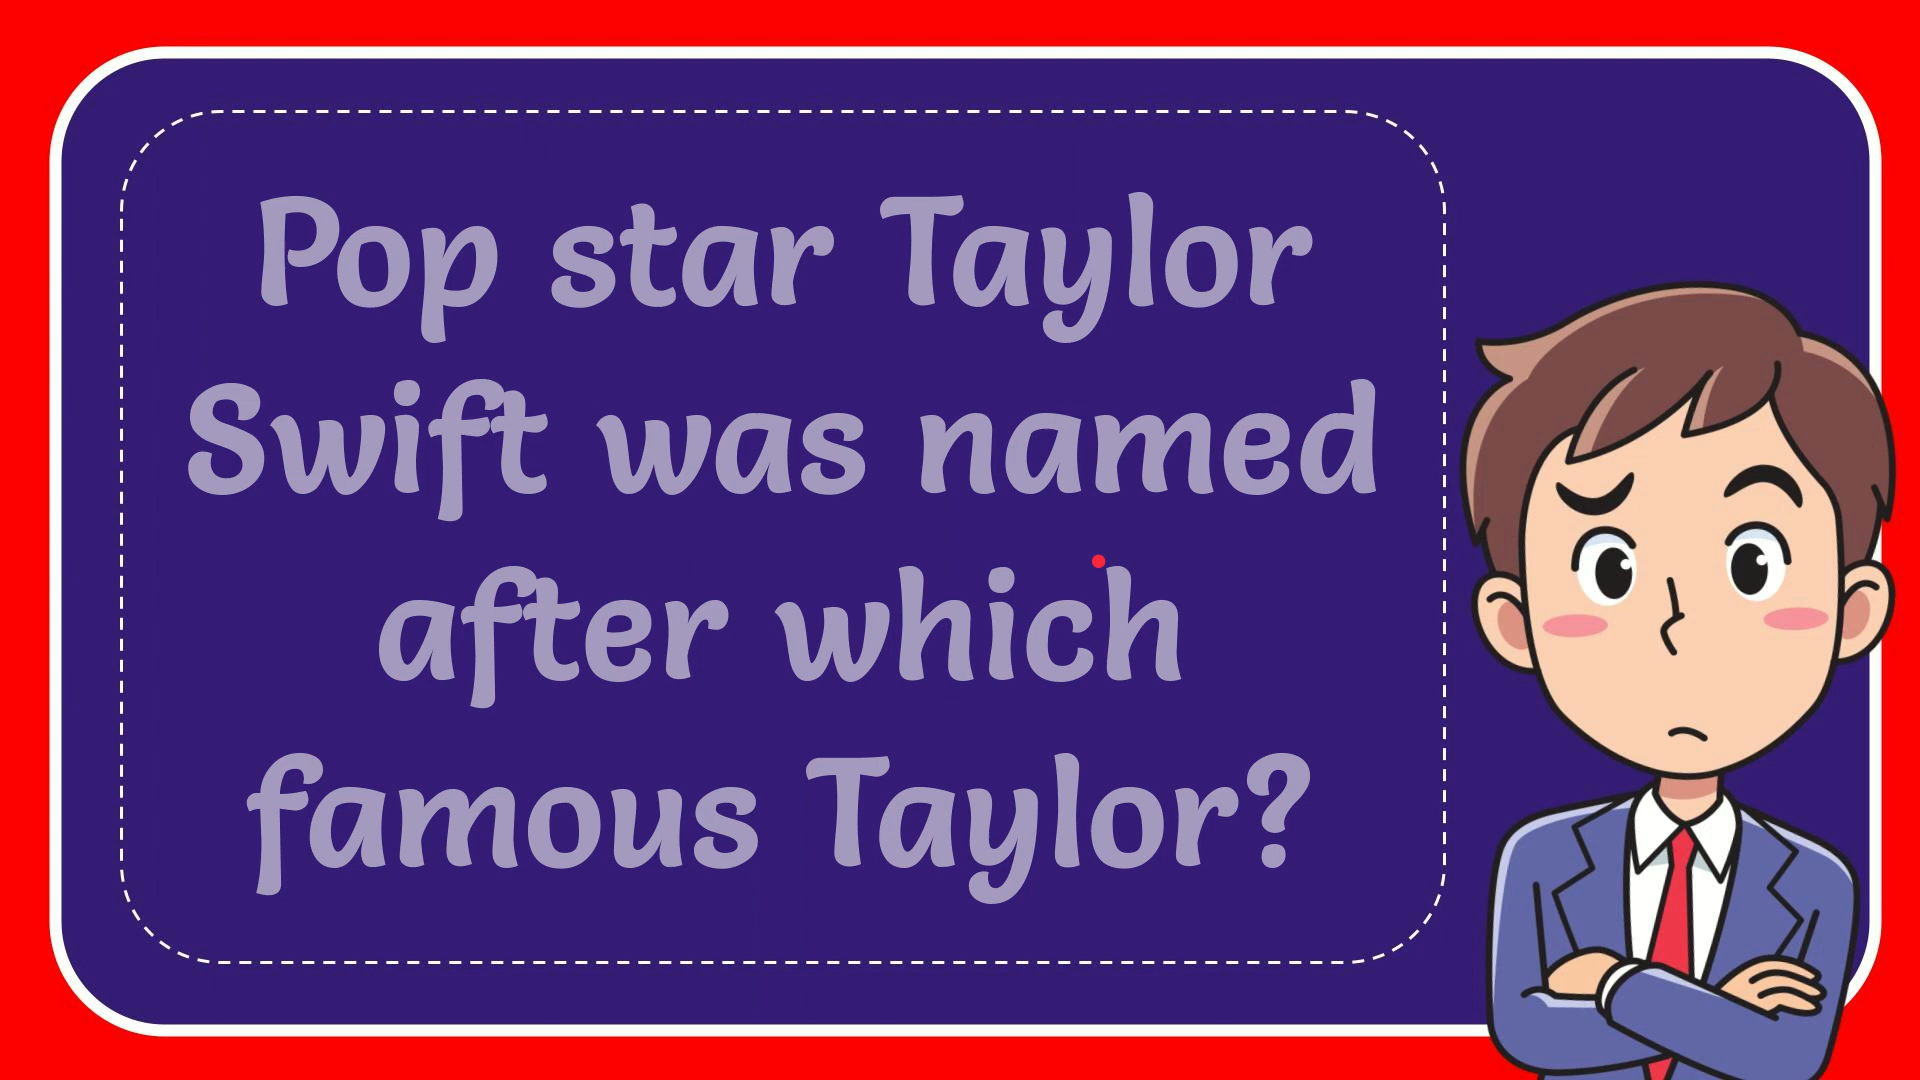 Pop star Taylor
Swift was named
after which
famous Taylor?